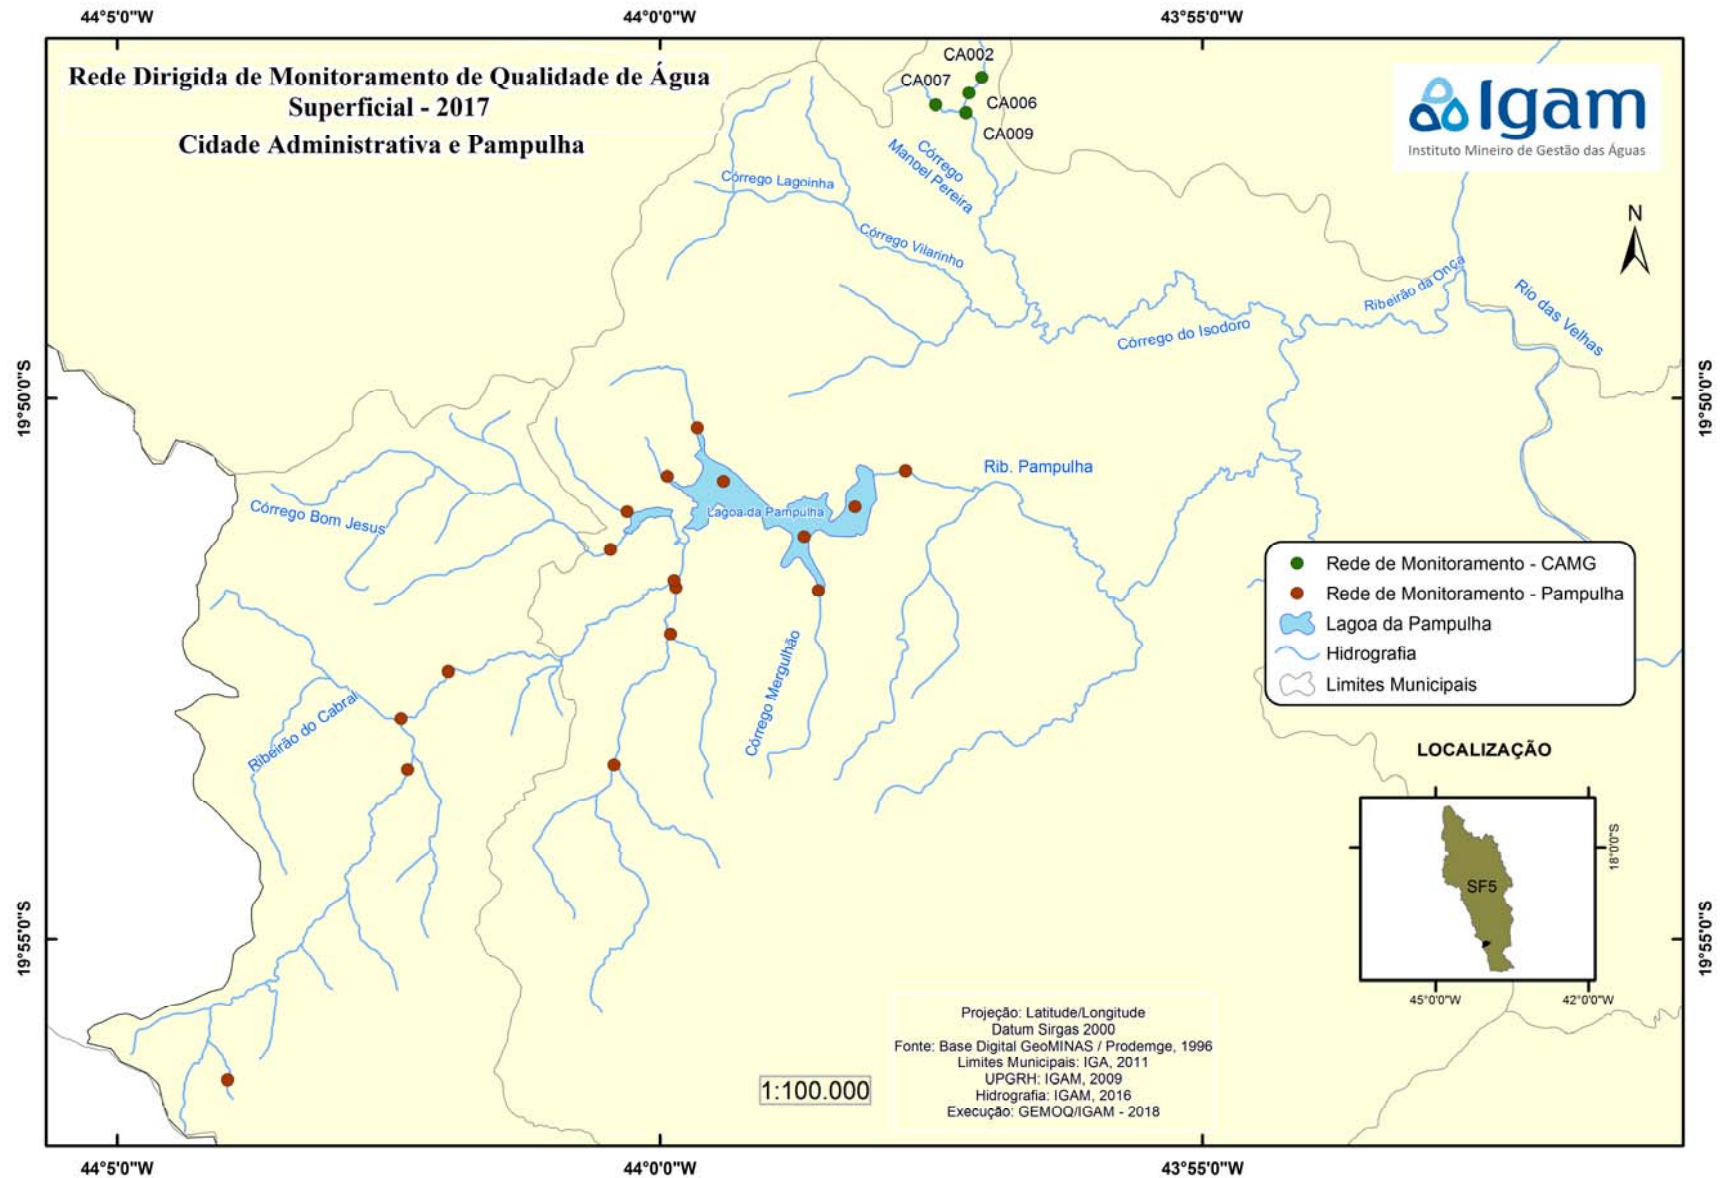 44°5'0"W 44°0'0"W 43°55'0"W
Rede Dirigida de Monitoramento de Qualidade de Água
Superficial - 2017
Cidade Administrativa e Pampulha
CA002
CA007
CA006
CA009
Igam
Instituto Mineiro de Gestão das Águas
N
Córrego
Manoel Pereira
Córrego Lagoinha
Córrego Vilarinho
Ribeirão da Onça
Rio das Velhas
Córrego do Isodoro
19°50'0"S
19°50'0"S
Rib. Pampulha
Lagoa da Pampulha
Córrego Bom Jesus
Rede de Monitoramento - CAMG
Rede de Monitoramento - Pampulha
Lagoa da Pampulha
Hidrografia
Limites Municipais
Córrego Mergulhão
Ribeirão do Cabral
LOCALIZAÇÃO
18°0'0"S
SF5
45°0'0"W 42°0'0"W
19°55'0"S
19°55'0"S
Projeção: Latitude/Longitude
Datum Sirgas 2000
Fonte: Base Digital GeoMINAS / Prodemge, 1996
Limites Municipais: IGA, 2011
UPGRH: IGAM, 2009
Hidrografia: IGAM, 2016
Execução: GEMOQ/IGAM - 2018
1:100.000
44°5'0"W 44°0'0"W 43°55'0"W